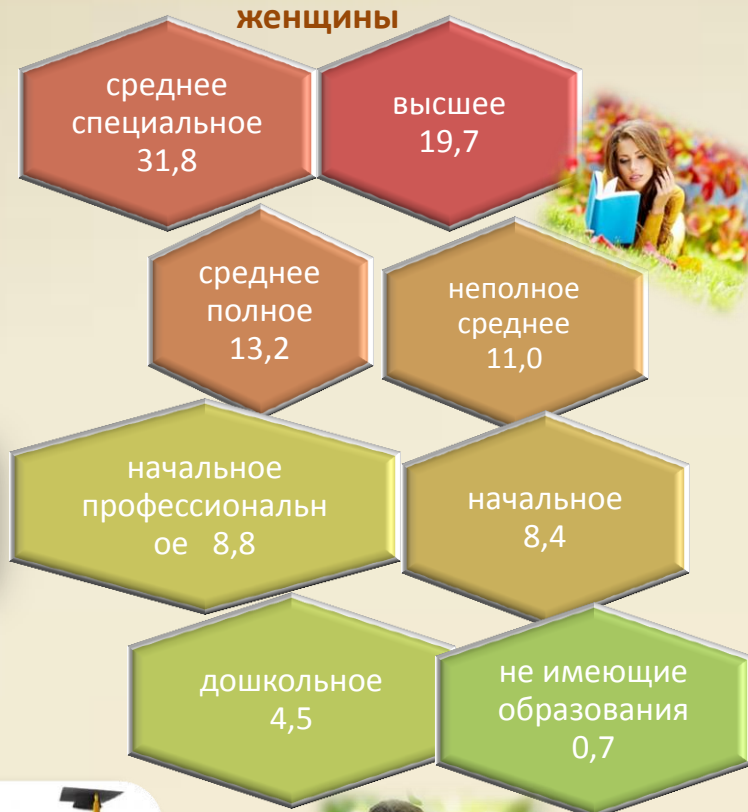 женщины
среднее
специальное
31,8
высшее
19,7
среднее
полное
13,2
неполное
среднее
11,0
начальное
профессиональн
ое 8,8
начальное
8,4
дошкольное
4,5
не имеющие
образования
0,7